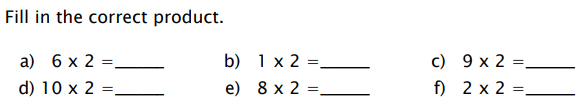 Fill in the correct product.
a) 6 x 2 =_____ b) 1 x 2 =_____ c) 9 x 2 =_____
d) 10 x 2 =_____ e) 8 x 2 =_____ f) 2 x 2 =_____